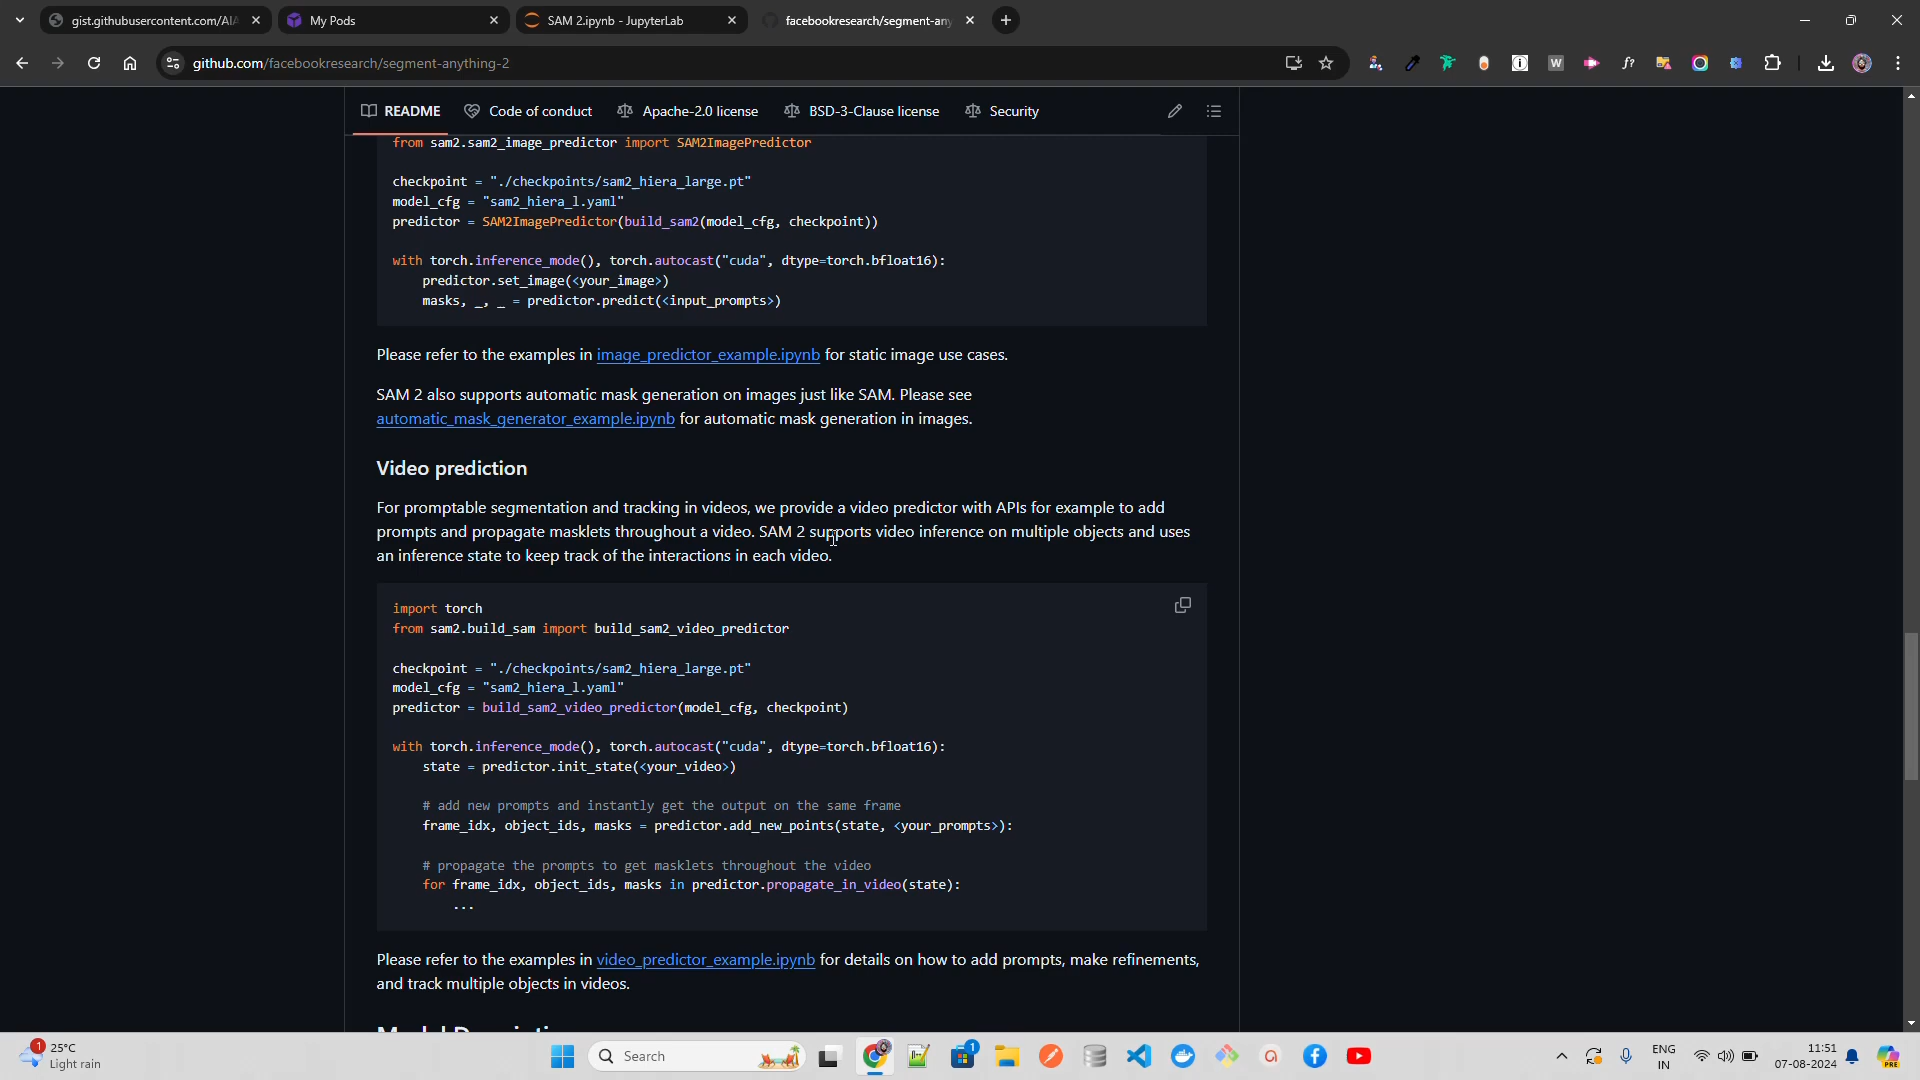 gist.githubusercontent.com/AIA
My Pods
SAM 2.ipynb - JupyterLab
facebookresearch/segment-any
github.com/facebookresearch/segment-anything-2
README
Code of conduct
Apache-2.0 license
BSD-3-Clause license
Security
from sam2.sam2_image_predictor import SAM2ImagePredictor
checkpoint = "./checkpoints/sam2_hiera_large.pt"
model_cfg = "sam2_hiera_l.yaml"
predictor = SAM2ImagePredictor(build_sam2(model_cfg, checkpoint))
with torch.inference_mode(), torch.autocast("cuda", dtype=torch.bfloat16):
predictor.set_image(<your_image>)
masks, _, _ = predictor.predict(<input_prompts>)
Please refer to the examples in image_predictor_example.ipynb for static image use cases.
SAM 2 also supports automatic mask generation on images just like SAM. Please see
automatic_mask_generator_example.ipynb for automatic mask generation in images.
Video prediction
For promptable segmentation and tracking in videos, we provide a video predictor with APIs for example to add
prompts and propagate masklets throughout a video. SAM 2 supports video inference on multiple objects and uses
an inference state to keep track of the interactions in each video.
import torch
from sam2.build_sam import build_sam2_video_predictor
checkpoint = "./checkpoints/sam2_hiera_large.pt"
model_cfg = "sam2_hiera_l.yaml"
predictor = build_sam2_video_predictor(model_cfg, checkpoint)
with torch.inference_mode(), torch.autocast("cuda", dtype=torch.bfloat16):
state = predictor.init_state(<your_video>)
# add new prompts and instantly get the output on the same frame
frame_idx, object_ids, masks = predictor.add_new_points(state, <your_prompts>):
# propagate the prompts to get masklets throughout the video
for frame_idx, object_ids, masks in predictor.propagate_in_video(state):
...
Please refer to the examples in video_predictor_example.ipynb for details on how to add prompts, make refinements,
and track multiple objects in videos.
1
25°C
Light rain
Search
1
ENG
IN
11:51
07-08-2024
PRE